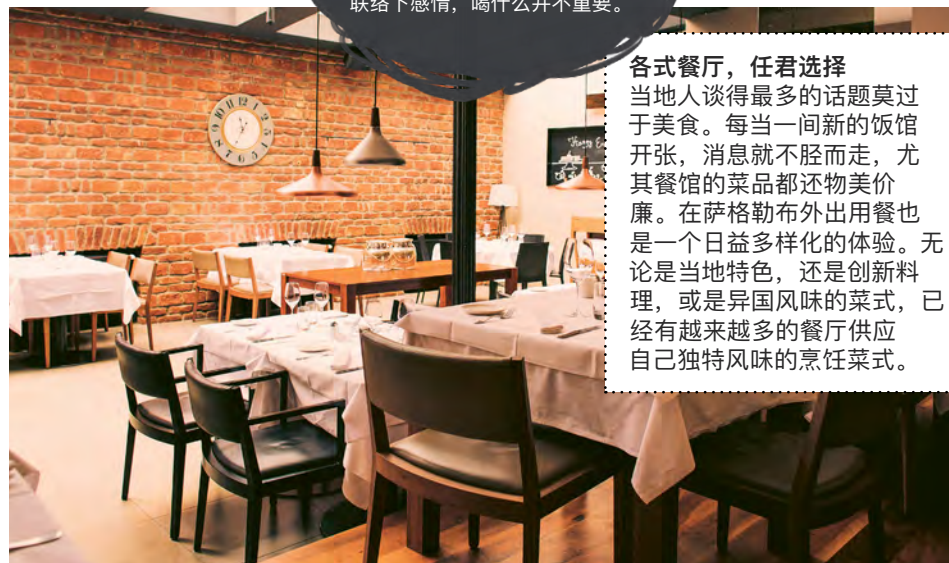 联络下感情，喝什么并不重要。
各式餐厅，任君选择
当地人谈得最多的话题莫过
于美食。每当一间新的饭馆
开张，消息就不胫而走，尤
其餐馆的菜品都还物美价
廉。在萨格勒布外出用餐也
是一个日益多样化的体验。无
论是当地特色，还是创新料
理，或是异国风味的菜式，已
经有越来越多的餐厅供应
自己独特风味的烹饪菜式。